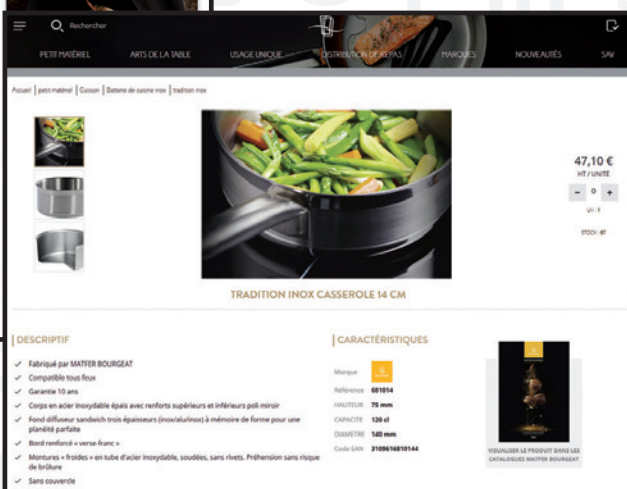 Rechercher
PETIT MATÉRIEL ARTS DE LA TABLE USAGE UNIQUE DISTRIBUTION DE REPAS MARQUES NOUVEAUTÉS SAV
Accueil | petit matériel | Cuisson | Batterie de cuisine inox | tradition inox
47,10 €
HT / UNITÉ
- 0 +
UV : 1
STOCK : 67
TRADITION INOX CASSEROLE 14 CM
DESCRIPTIF
✓ Fabriqué par MATFER BOURGEAT
✓ Compatible tous feux
✓ Garantie 10 ans
✓ Corps en acier inoxydable épais avec renforts supérieurs et inférieurs poli miroir
✓ Fond diffuseur sandwich trois épaisseurs (inox/alu/inox) à mémoire de forme pour une
planéité parfaite
✓ Bord renforcé « verse-franc »
✓ Montures « froides » en tube d'acier inoxydable, soudées, sans rivets. Préhension sans risque
de brûlure
✓ Sans couvercle
CARACTÉRISTIQUES
Marque
Référence 681014
HAUTEUR 75 mm
CAPACITE 120 cl
DIAMETRE 140 mm
Code EAN 3109616810144
VISUALISER LE PRODUIT DANS LES
CATALOGUES MATFER BOURGEAT